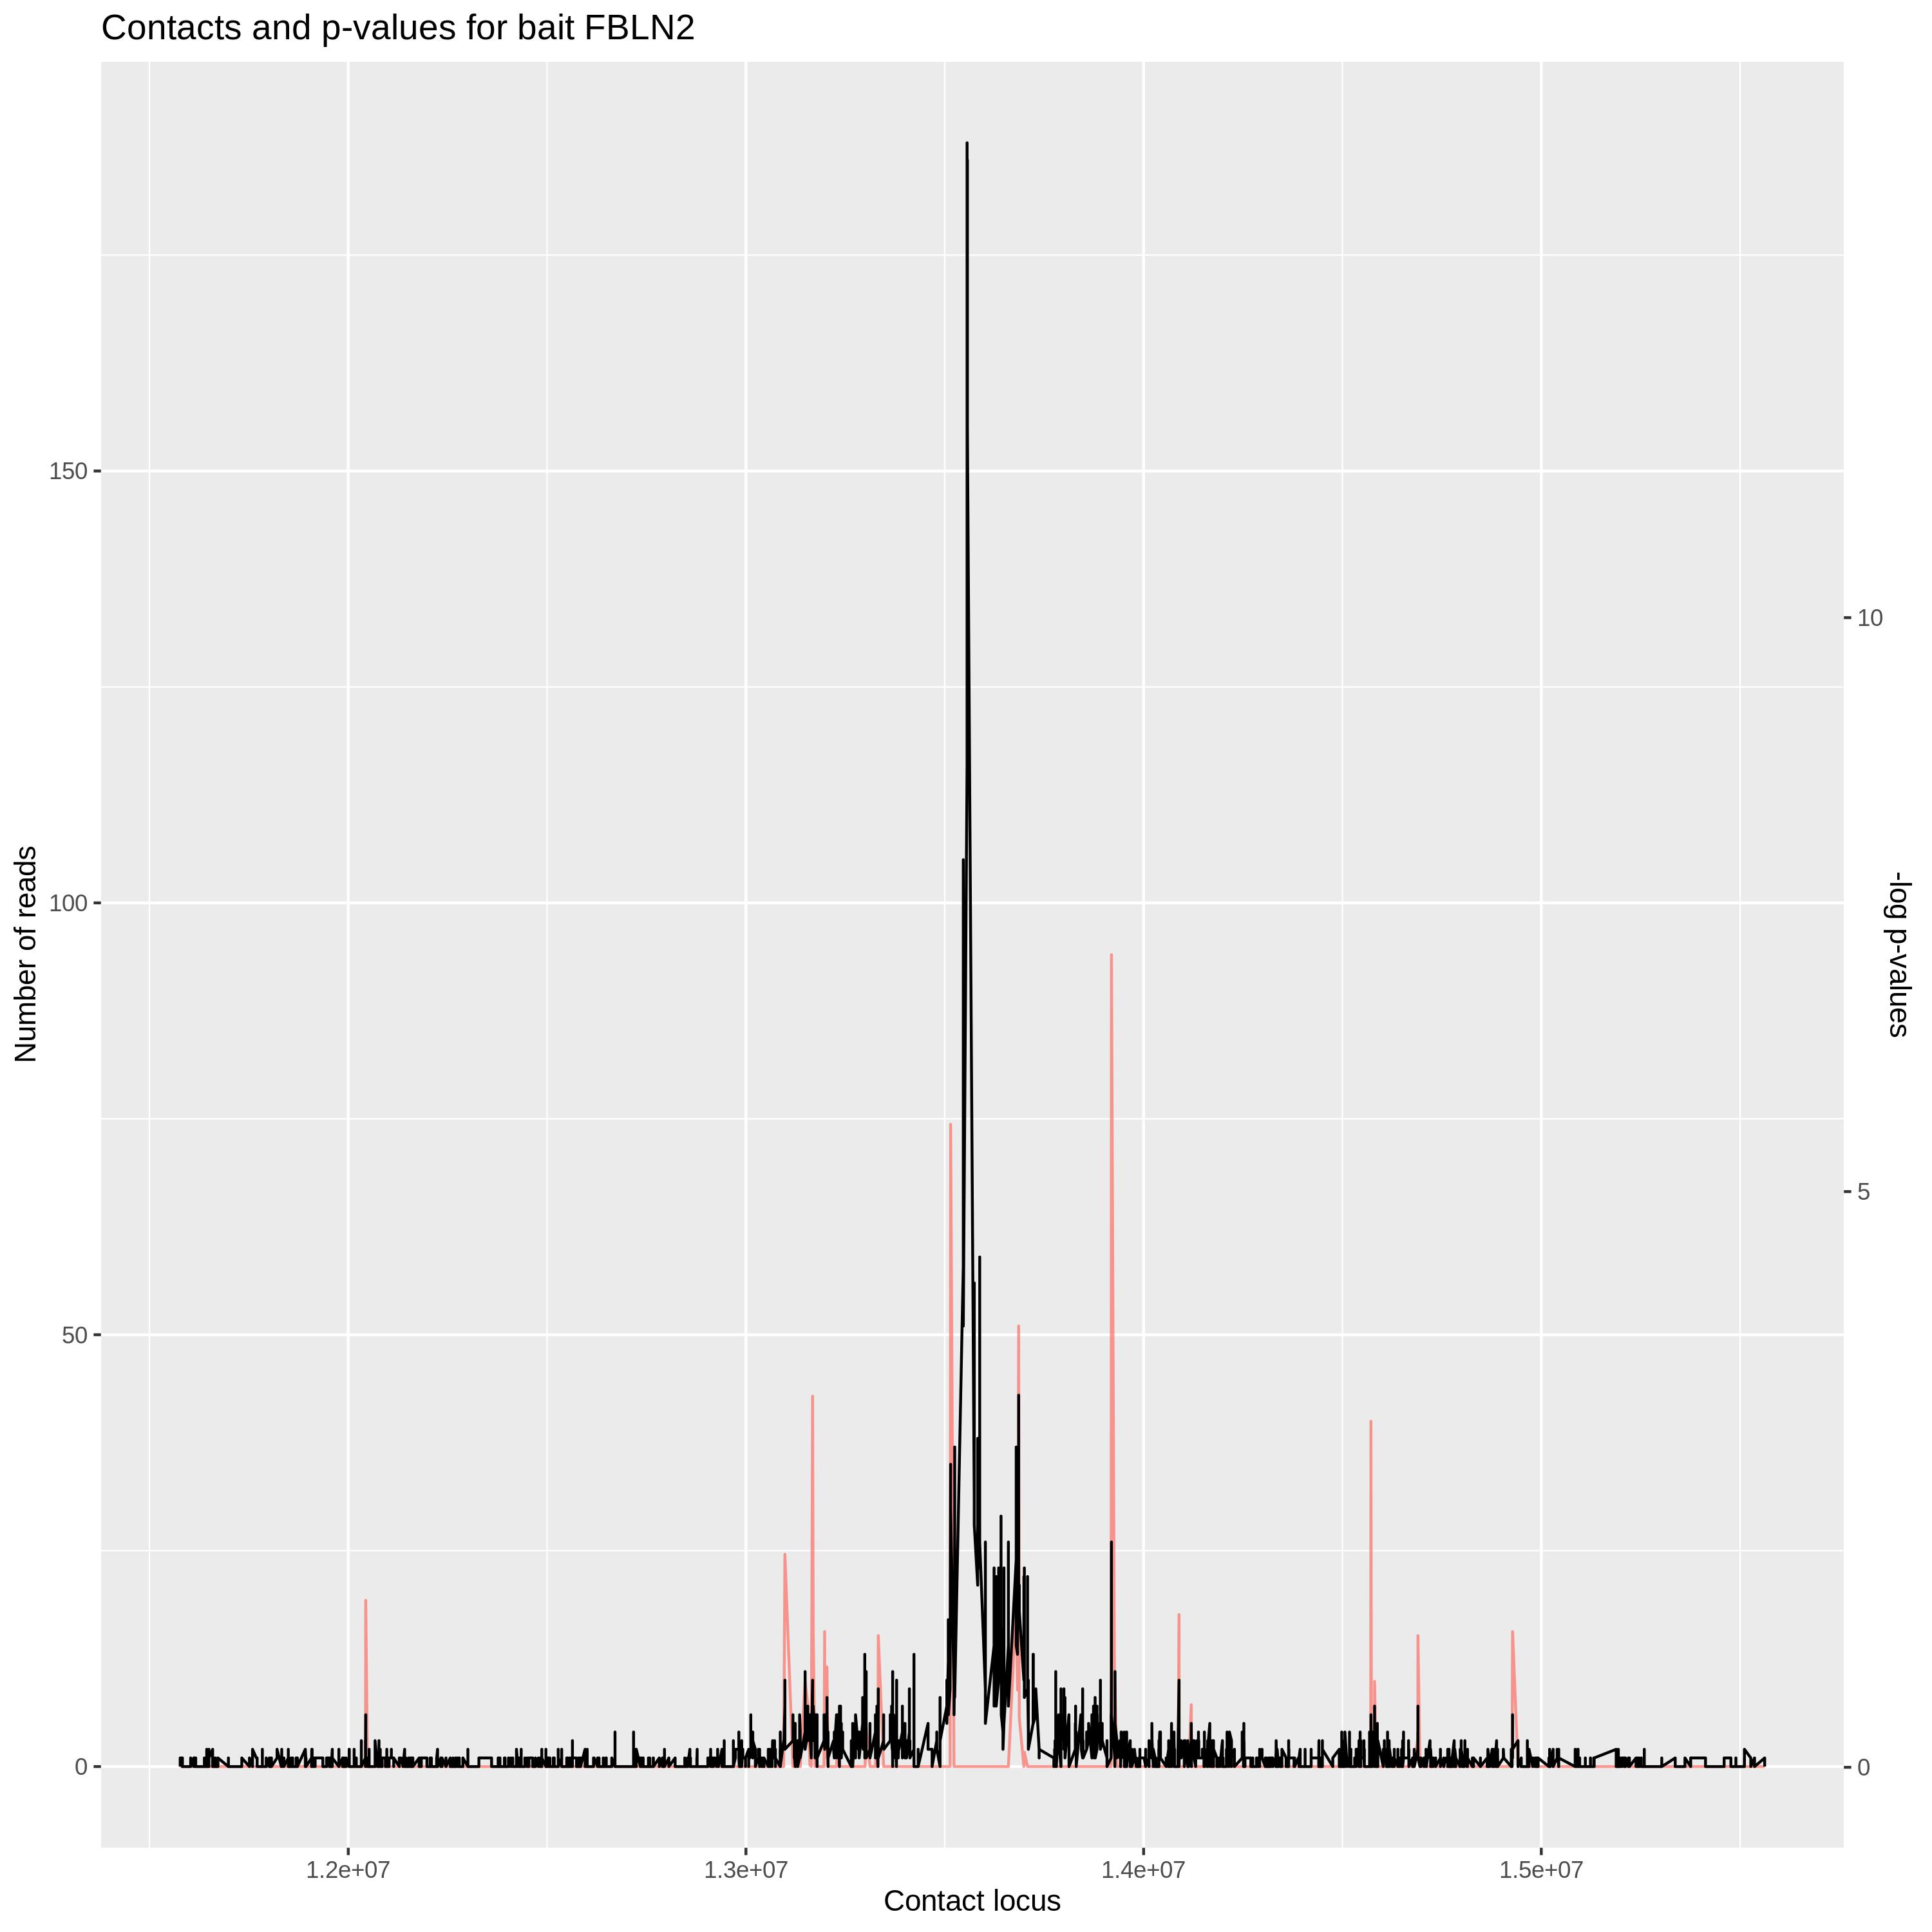 Contacts and p-values for bait FBLN2
150
100
50
0
Number of reads
10
5
0
-log p-values
1.2e+07 1.3e+07 1.4e+07 1.5e+07
Contact locus